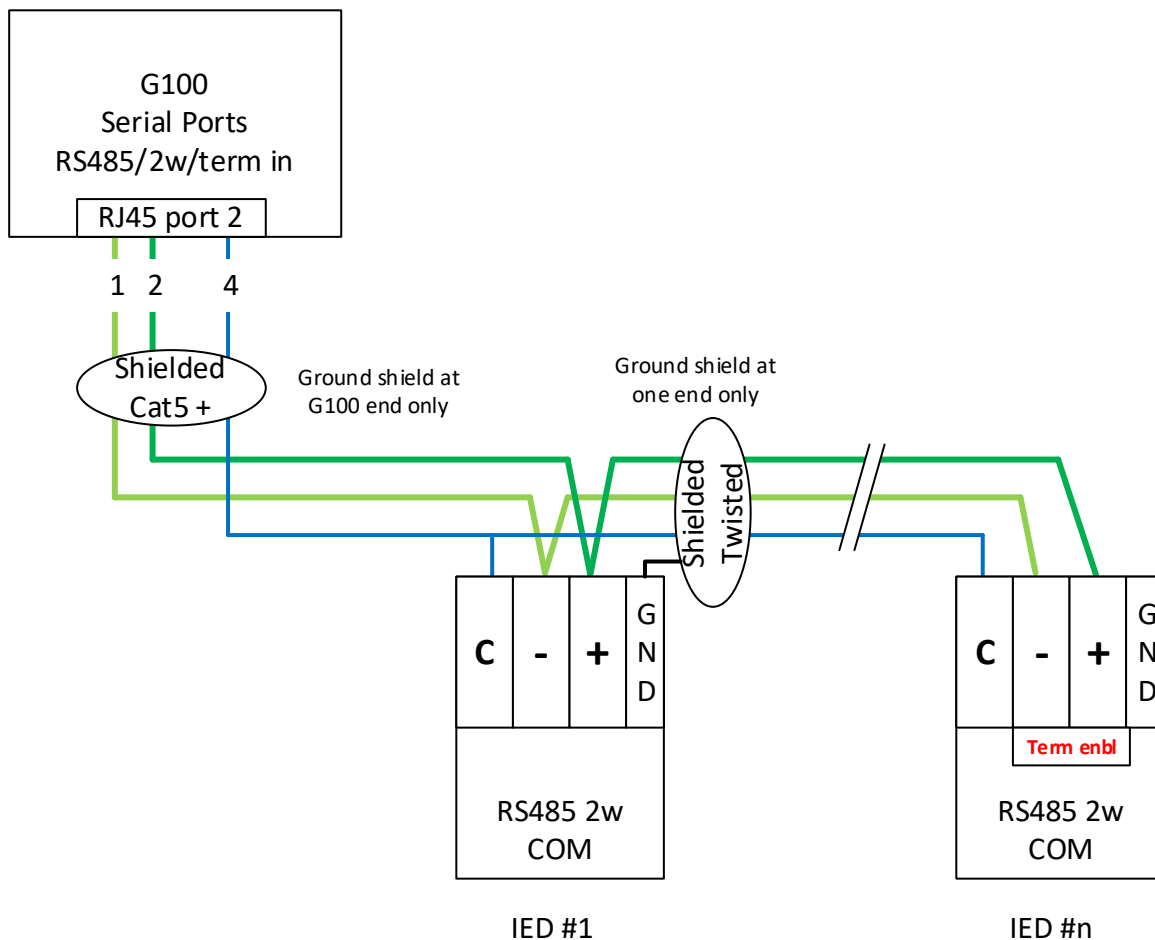 G100
Serial Ports
RS485/2w/term in
RJ45 port 2
1 2 4
Shielded
Cat5 +
Ground shield at
G100 end only
Ground shield at
one end only
Shielded
Twisted
C - + GND
C - + GND
Term enbl
RS485 2w
COM
RS485 2w
COM
IED #1
IED #n